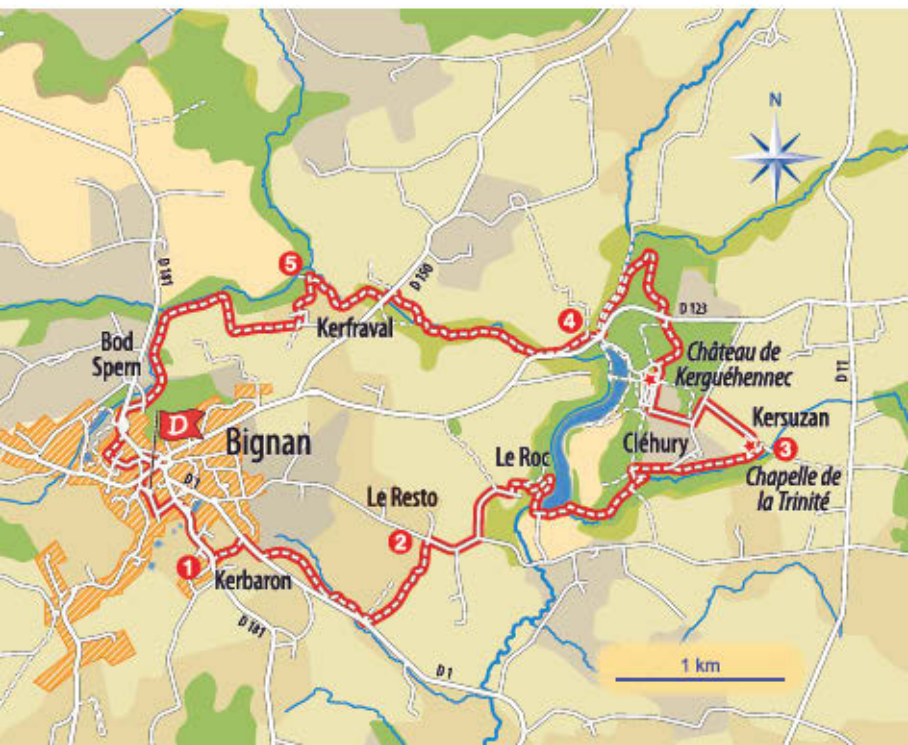 N
D 181
5
D 150
Kerfraval
4
D 123
D 11
Bod
Spern
Château de
Kerguéhennec
D
Bignan
Kersuzan
Cléhury
3
Le Roc
D 1
Chapelle de
la Trinité
Le Resto
2
1
Kerbaron
D 181
D 1
1 km